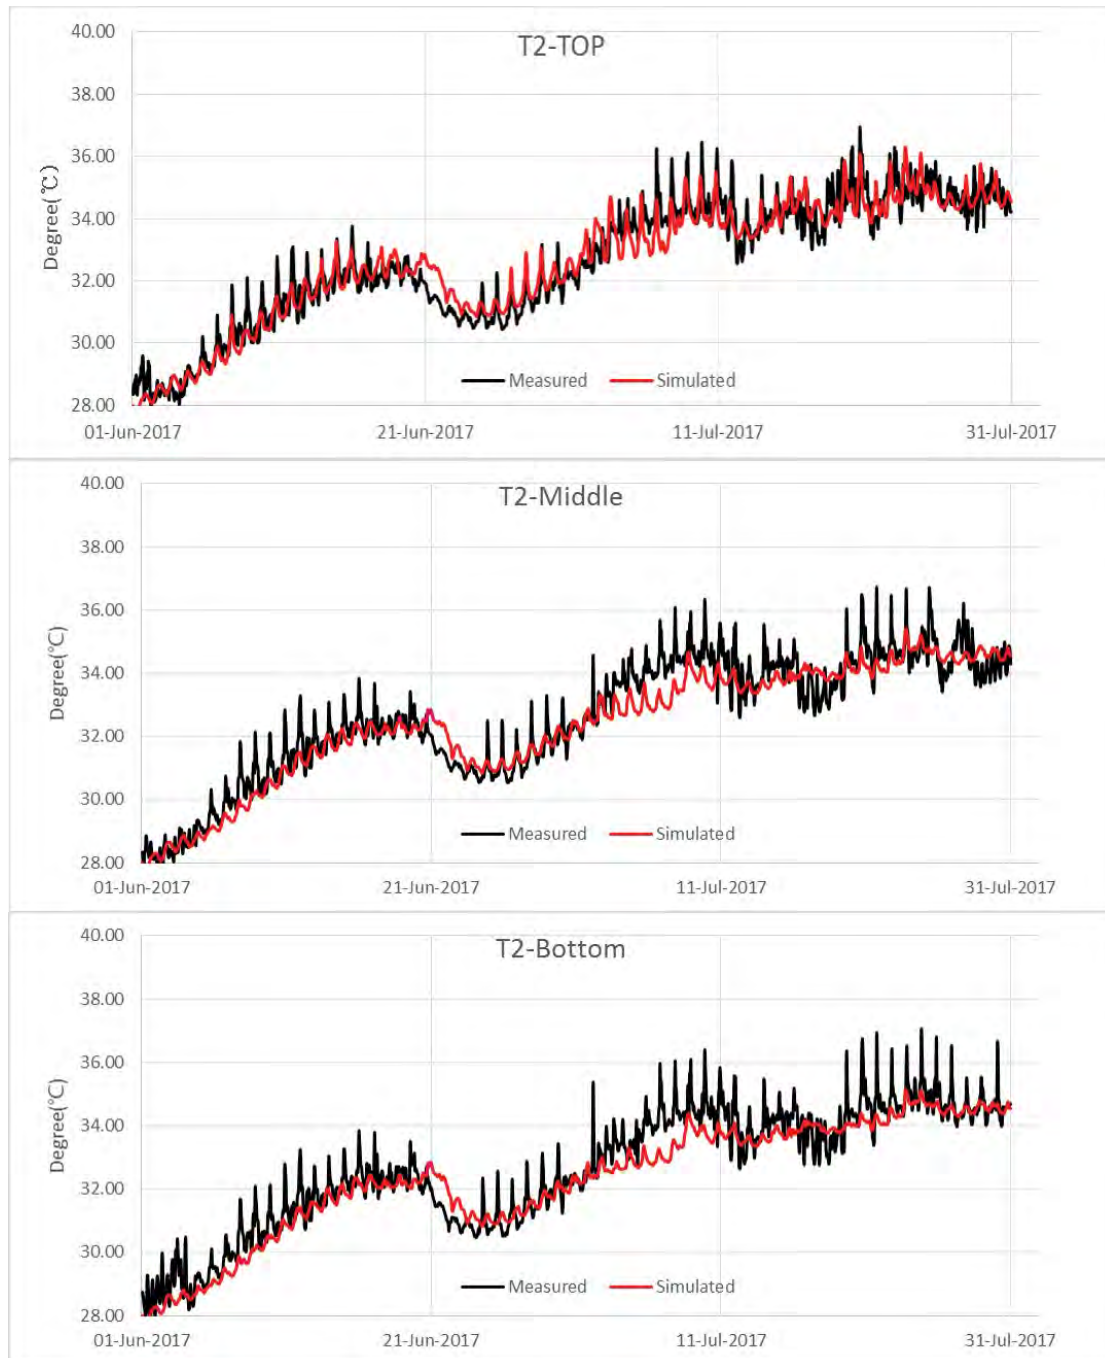 T2-TOP
40.00
38.00
36.00
34.00
32.00
30.00
28.00
Degree(℃)
Measured Simulated
01-Jun-2017 21-Jun-2017 11-Jul-2017 31-Jul-2017
T2-Middle
40.00
38.00
36.00
34.00
32.00
30.00
28.00
Degree(°C)
Measured Simulated
01-Jun-2017 21-Jun-2017 11-Jul-2017 31-Jul-2017
T2-Bottom
40.00
38.00
36.00
34.00
32.00
30.00
28.00
Degree(°C)
Measured Simulated
01-Jun-2017 21-Jun-2017 11-Jul-2017 31-Jul-2017